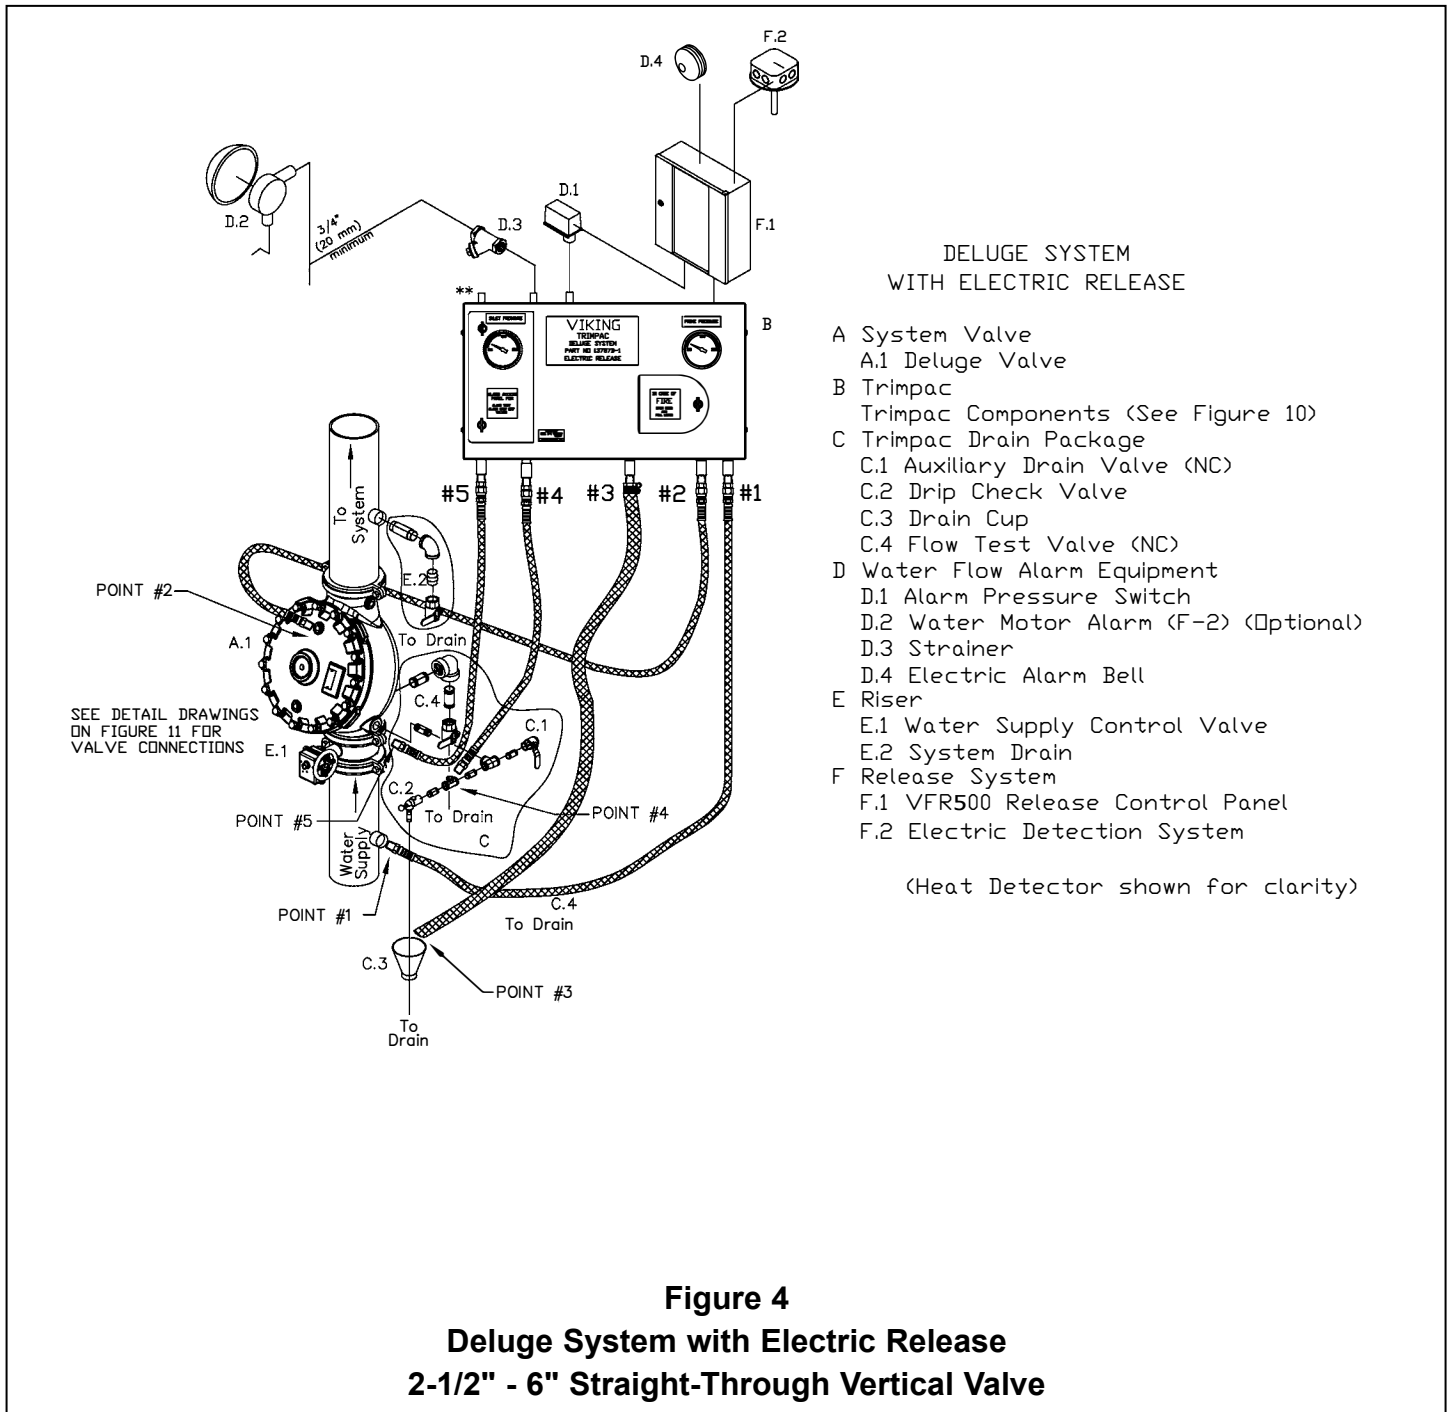 F.2
D.4
D.1
D.2
D.3
F.1
3/4"
(20 mm)
minimum
**
B
INLET PRESSURE
PRIME PRESSURE
VIKING
TRIMPAC
DELUGE SYSTEM
ELECTRIC RELEASE
IN CASE OF
FIRE
#5
#4
#3
#2
#1
To
System
POINT #2
A.1
E.2
To Drain
C.4
C.1
SEE DETAIL DRAWINGS
ON FIGURE 11 FOR
VALVE CONNECTIONS
E.1
C.2
POINT #5
To Drain
POINT #4
C
Water
Supply
POINT #1
C.4
To Drain
C.3
POINT #3
To
Drain
DELUGE SYSTEM
WITH ELECTRIC RELEASE
A System Valve
A.1 Deluge Valve
B Trimpac
Trimpac Components (See Figure 10)
C Trimpac Drain Package
C.1 Auxiliary Drain Valve (NC)
C.2 Drip Check Valve
C.3 Drain Cup
C.4 Flow Test Valve (NC)
D Water Flow Alarm Equipment
D.1 Alarm Pressure Switch
D.2 Water Motor Alarm (F-2) (Optional)
D.3 Strainer
D.4 Electric Alarm Bell
E Riser
E.1 Water Supply Control Valve
E.2 System Drain
F Release System
F.1 VFR500 Release Control Panel
F.2 Electric Detection System
(Heat Detector shown for clarity)
Figure 4
Deluge System with Electric Release
2-1/2" - 6" Straight-Through Vertical Valve